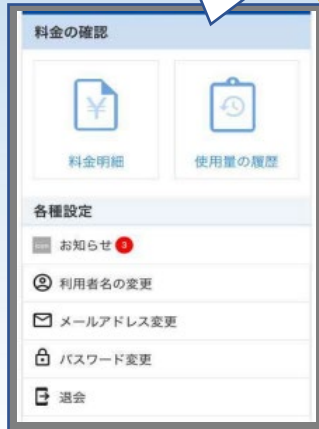 料金の確認
料金明細
使用量の履歴
各種設定
お知らせ 3
利用者名の変更
メールアドレス変更
パスワード変更
退会